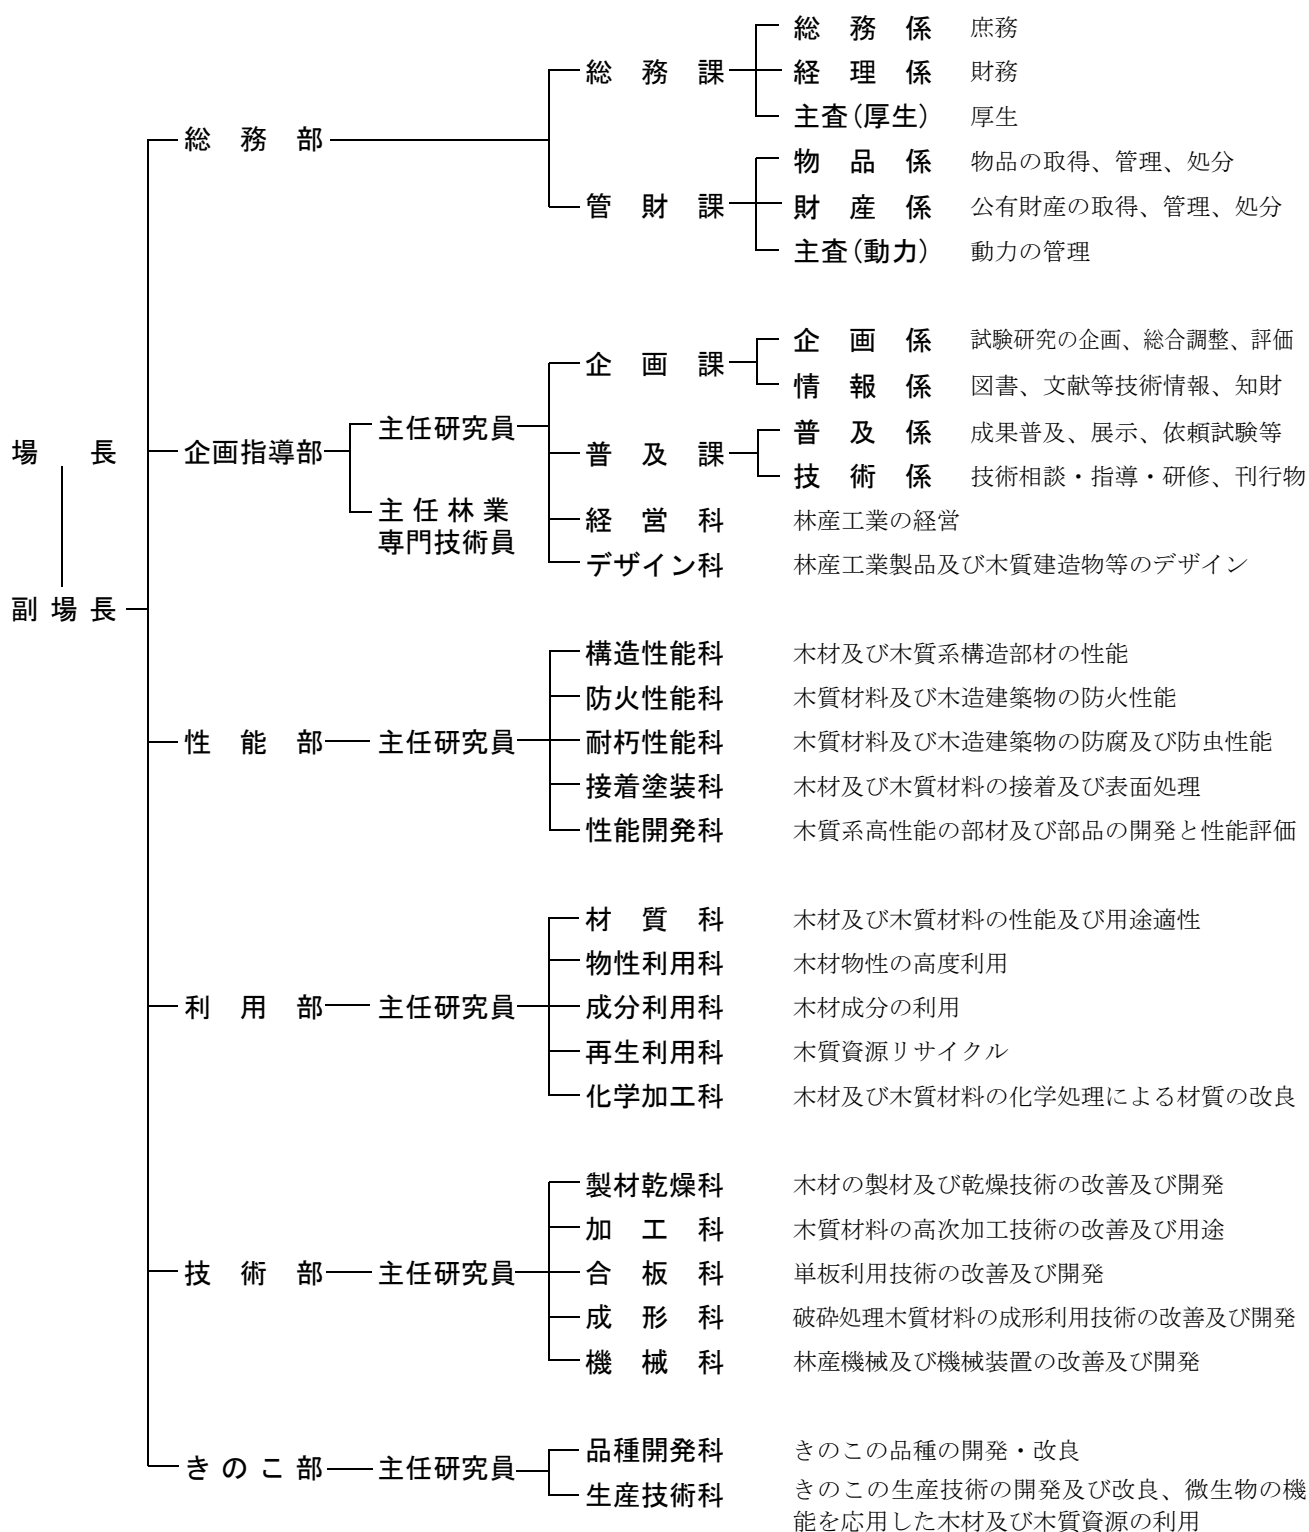 総務係 庶務
総務課 経理係 財務
主査(厚生) 厚生
総務部
物品係 物品の取得、管理、処分
管財課 財産係 公有財産の取得、管理、処分
主査(動力) 動力の管理
企画係 試験研究の企画、総合調整、評価
企画課
情報係 図書、文献等技術情報、知財
主任研究員
普及係 成果普及、展示、依頼試験等
場長 企画指導部 普及課
技術係 技術相談・指導・研修、刊行物
主任林業
専門技術員
経営科 林産工業の経営
デザイン科 林産工業製品及び木質建造物等のデザイン
副場長
構造性能科 木材及び木質系構造部材の性能
防火性能科 木質材料及び木造建築物の防火性能
性能部 主任研究員 耐朽性能科 木質材料及び木造建築物の防腐及び防虫性能
接着塗装科 木材及び木質材料の接着及び表面処理
性能開発科 木質系高性能の部材及び部品の開発と性能評価
材質科 木材及び木質材料の性能及び用途適性
物性利用科 木材物性の高度利用
利用部 主任研究員 成分利用科 木材成分の利用
再生利用科 木質資源リサイクル
化学加工科 木材及び木質材料の化学処理による材質の改良
製材乾燥科 木材の製材及び乾燥技術の改善及び開発
加工科 木質材料の高次加工技術の改善及び用途
技術部 主任研究員 合板科 単板利用技術の改善及び開発
成形科 破砕処理木質材料の成形利用技術の改善及び開発
機械科 林産機械及び機械装置の改善及び開発
品種開発科 きのこの品種の開発・改良
きのこ部 主任研究員
生産技術科 きのこの生産技術の開発及び改良、微生物の機
能を応用した木材及び木質資源の利用